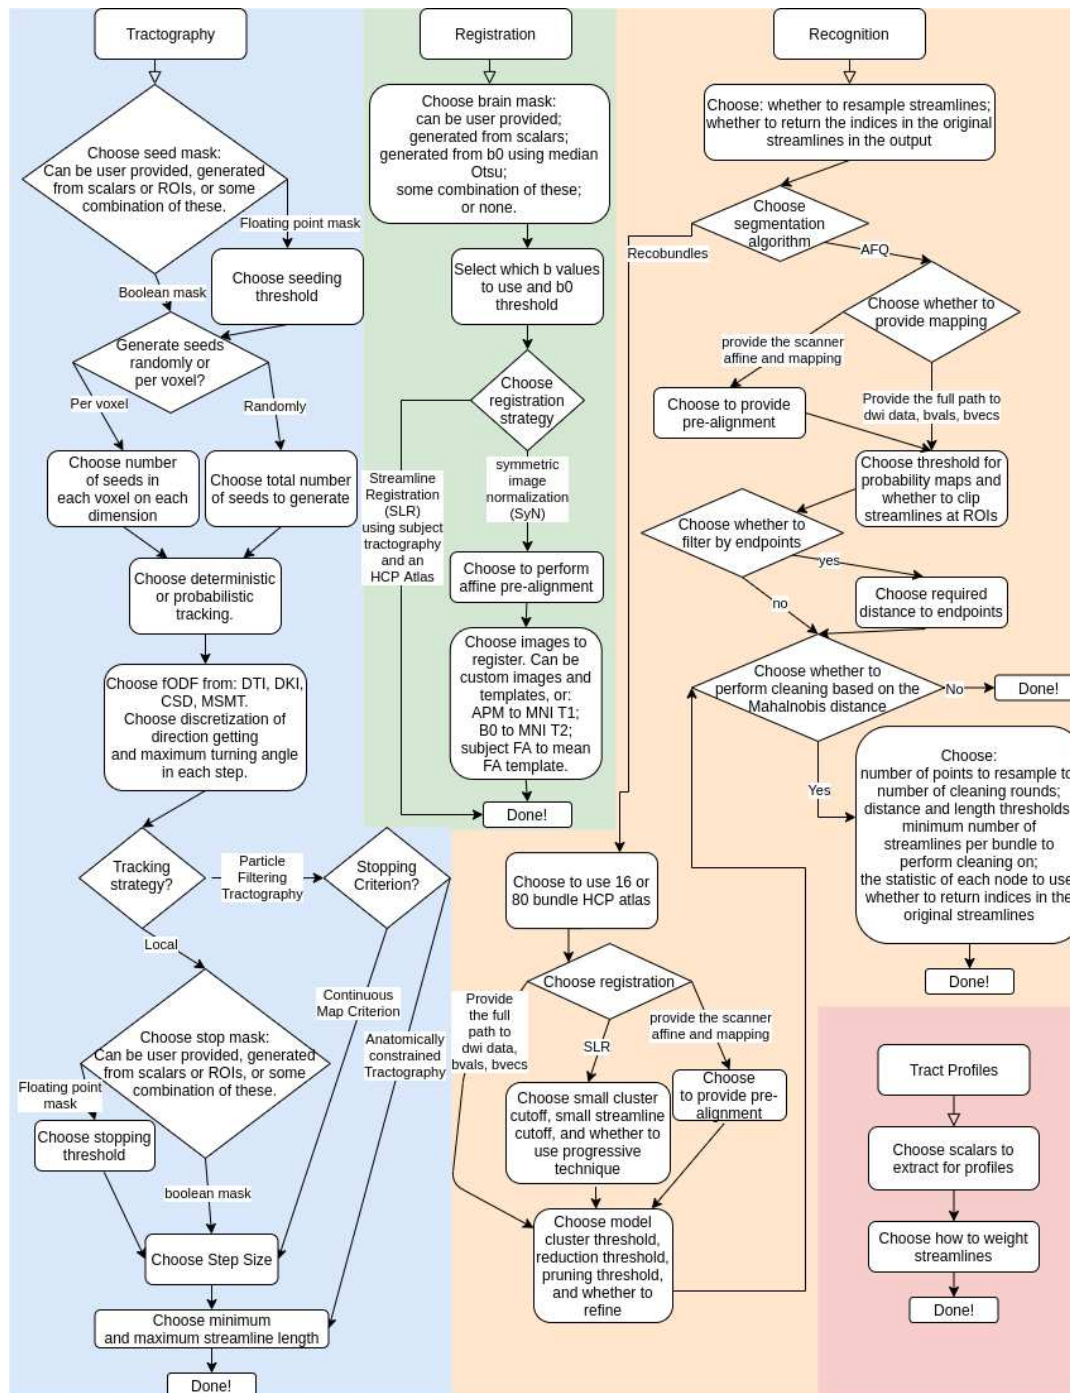 Tractography
Choose seed mask:
Can be user provided, generated
from scalars or ROIs, or some
combination of these.
Floating point mask
Choose seeding
threshold
Boolean mask
Generate seeds
randomly or
per voxel?
Per voxel
Randomly
Choose number
of seeds in
each voxel on each
dimension
Choose total number
of seeds to generate
Choose deterministic
or probabilistic
tracking.
Choose fODF from: DTI, DKI,
CSD, MSMT.
Choose discretization of
direction getting
and maximum turning angle
in each step.
Tracking
strategy?
Particle
Filtering
Tractography
Stopping
Criterion?
Local
Continuous
Map Criterion
Anatomically
constrained
Tractography
Choose stop mask:
Can be user provided, generated
from scalars or ROIs, or some
combination of these.
Floating point
mask
Choose stopping
threshold
boolean mask
Choose Step Size
Choose minimum
and maximum streamline length
Done!
Registration
Choose brain mask:
can be user provided;
generated from scalars;
generated from b0 using median
Otsu;
some combination of these;
or none.
Select which b values
to use and b0
threshold
Choose
registration
strategy
Streamline
Registration
(SLR)
using subject
tractography
and an
HCP Atlas
symmetric
image
normalization
(SyN)
Choose to perform
affine pre-alignment
Choose images to
register. Can be
custom images and
templates, or:
APM to MNI T1;
B0 to MNI T2;
subject FA to mean
FA template.
Done!
Recognition
Choose: whether to resample streamlines;
whether to return the indices in the original
streamlines in the output
Choose
segmentation
algorithm
Recobundles
AFQ
Choose whether to
provide mapping
provide the scanner
affine and mapping
Choose to provide
pre-alignment
Provide the full path to
dwi data, bvals, bvecs
Choose threshold for
probability maps and
whether to clip
streamlines at ROIs
Choose whether to
filter by endpoints
yes
no
Choose required
distance to endpoints
Choose whether to
perform cleaning based on the
Mahalnobis distance
No
Done!
Yes
Choose:
number of points to resample to
number of cleaning rounds;
distance and length thresholds
minimum number of
streamlines per bundle to
perform cleaning on;
the statistic of each node to use
whether to return indices in the
original streamlines
Done!
Choose to use 16 or
80 bundle HCP atlas
Choose registration
Provide
the full
path to
dwi data,
bvals, bvecs
SLR
provide the scanner
affine and mapping
Choose small cluster
cutoff, small streamline
cutoff, and whether to
use progressive
technique
Choose
to provide pre-
alignment
Choose model
cluster threshold,
reduction threshold,
pruning threshold,
and whether to
refine
Tract Profiles
Choose scalars to
extract for profiles
Choose how to weight
streamlines
Done!